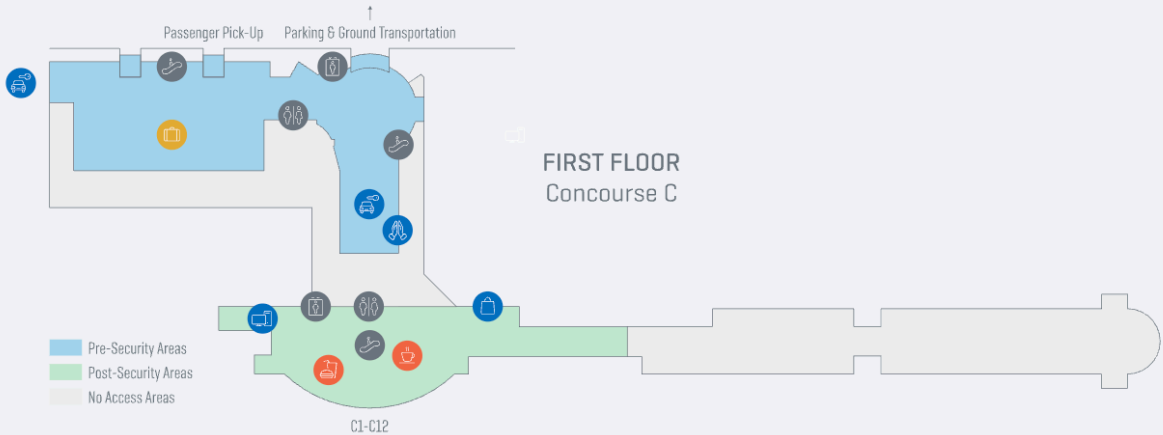 Passenger Pick-Up
Parking & Ground Transportation
FIRST FLOOR
Concourse C
Pre-Security Areas
Post-Security Areas
No Access Areas
C1-C12